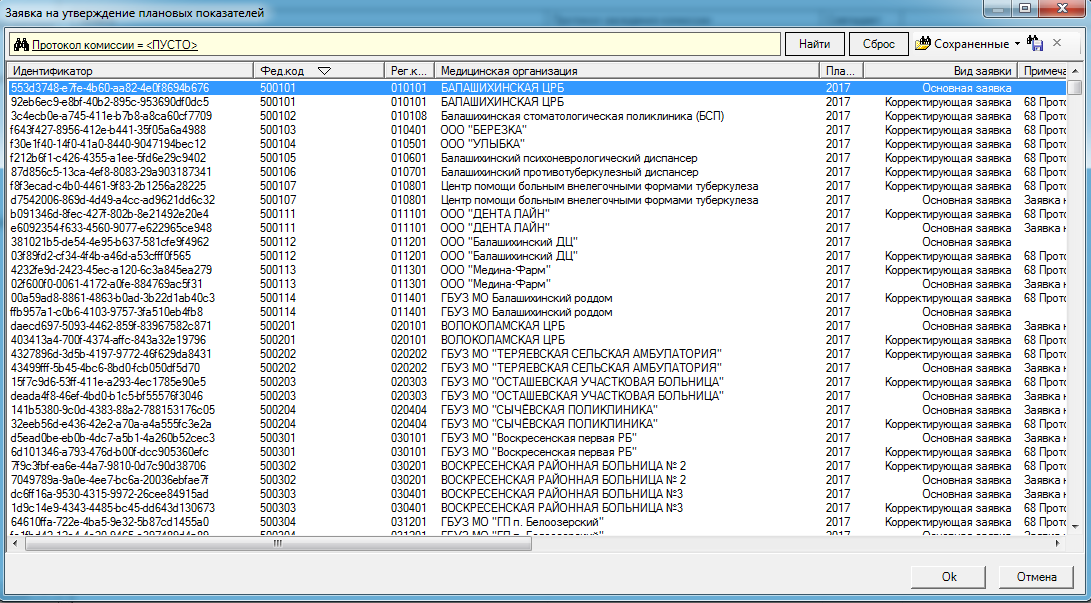 Заявка на утверждение плановых показателей
Протокол комиссии = <ПУСТО> Найти Сброс Сохраненные
Идентификатор Фед.код Рег.к... Медицинская организация Пла... Вид заявки Примеча
553d3748-e7fe-4b60-aa82-4e0f8694b676 500101 010101 БАЛАШИХИНСКАЯ ЦРБ 2017 Основная заявка
92eb6ec9-e8bf-40b2-895c-953690df0dc5 500101 010101 БАЛАШИХИНСКАЯ ЦРБ 2017 Корректирующая заявка 68 Прото
3c4ecb0e-a745-411e-b7b8-a8ca60cf7709 500102 010108 Балашихинская стоматологическая поликлиника (БСП) 2017 Корректирующая заявка 68 Прото
f643f427-8956-412e-b441-35f05a6a4988 500103 010401 ООО "БЕРЕЗКА" 2017 Корректирующая заявка 68 Прото
f30e1f40-14f0-41a0-8440-9047194bec12 500104 010501 ООО "УЛЫБКА" 2017 Корректирующая заявка 68 Прото
f212b6f1-c426-4355-a1ee-5fd6e29c9402 500105 010601 Балашихинский психоневрологический диспансер 2017 Корректирующая заявка 68 Прото
87d856c5-13ca-4ef8-8083-29a903187341 500106 010701 Балашихинский противотуберкулезный диспансер 2017 Корректирующая заявка 68 Прото
f8f3ecad-c4b0-4461-9f83-2b1256a28225 500107 010801 Центр помощи больным внелегочными формами туберкулеза 2017 Корректирующая заявка 68 Прото
d7542006-869d-4d49-a4cc-ad9621dd6c32 500107 010801 Центр помощи больным внелегочными формами туберкулеза 2017 Основная заявка Заявка н
b091346d-8fec-427f-802b-8e21492e20e4 500111 011101 ООО "ДЕНТА ЛАЙН" 2017 Корректирующая заявка 68 Прото
e6092354-f633-4560-9077-e622965ce948 500111 011101 ООО "ДЕНТА ЛАЙН" 2017 Основная заявка Заявка н
381021b5-de54-4e95-b637-581cfe9f4962 500112 011201 ООО "Балашихинский ДЦ" 2017 Основная заявка
03f89fd2-cf34-4f4b-a46d-a53cfff0f565 500112 011201 ООО "Балашихинский ДЦ" 2017 Корректирующая заявка 68 Прото
4232fe9d-2423-45ec-a120-6c3a845ea279 500113 011301 ООО "Медина-Фарм" 2017 Корректирующая заявка 68 Прото
02f600f0-0061-4172-a0fe-884769ac5f31 500113 011301 ООО "Медина-Фарм" 2017 Основная заявка Заявка н
00a59ad8-8861-4863-b0ad-3b22d1ab40c3 500114 011401 ГБУЗ МО Балашихинский роддом 2017 Корректирующая заявка 68 Прото
ffb957a1-c0b6-4103-9757-3fa510eb4fb8 500114 011401 ГБУЗ МО Балашихинский роддом 2017 Основная заявка
daecd697-5093-4462-859f-83967582c871 500201 020101 ВОЛОКОЛАМСКАЯ ЦРБ 2017 Основная заявка Заявка н
403413a4-700f-4374-affc-843a32e19796 500201 020101 ВОЛОКОЛАМСКАЯ ЦРБ 2017 Корректирующая заявка 68 Прото
4327896d-3d5b-4197-9772-46f629da8431 500202 020202 ГБУЗ МО "ТЕРЯЕВСКАЯ СЕЛЬСКАЯ АМБУЛАТОРИЯ" 2017 Корректирующая заявка 68 Прото
43499fff-5b45-4bc6-8bd0-fcb050df5d70 500202 020202 ГБУЗ МО "ТЕРЯЕВСКАЯ СЕЛЬСКАЯ АМБУЛАТОРИЯ" 2017 Основная заявка Заявка н
15f7c9d6-53ff-411e-a293-4ec1785e90e5 500203 020303 ГБУЗ МО "ОСТАШЕВСКАЯ УЧАСТКОВАЯ БОЛЬНИЦА" 2017 Корректирующая заявка 68 Прото
deada4f8-46ef-4bd0-b1c5-bf55576f3046 500203 020303 ГБУЗ МО "ОСТАШЕВСКАЯ УЧАСТКОВАЯ БОЛЬНИЦА" 2017 Основная заявка Заявка н
141b5380-9c0d-4383-88a2-788153176c05 500204 020404 ГБУЗ МО "СЫЧЁВСКАЯ ПОЛИКЛИНИКА" 2017 Основная заявка Заявка н
32eeb56d-e436-42e2-a70a-a4a555fc3e2a 500204 020404 ГБУЗ МО "СЫЧЁВСКАЯ ПОЛИКЛИНИКА" 2017 Корректирующая заявка 68 Прото
d5ead0be-eb0b-4dc7-a5b1-4a260b52cec3 500301 030101 ГБУЗ МО "Воскресенская первая РБ" 2017 Основная заявка Заявка н
6d101346-a793-476d-b00f-dcc905360efc 500301 030101 ГБУЗ МО "Воскресенская первая РБ" 2017 Корректирующая заявка 68 Прото
7f9c3fbf-ea6e-44a7-9810-0d7c90d38706 500302 030201 ВОСКРЕСЕНСКАЯ РАЙОННАЯ БОЛЬНИЦА № 2 2017 Корректирующая заявка 68 Прото
7049789a-9a0e-4ee7-bc6a-20036ebfae7f 500302 030201 ВОСКРЕСЕНСКАЯ РАЙОННАЯ БОЛЬНИЦА № 2 2017 Основная заявка Заявка н
dc6ff16a-9530-4315-9972-26cee84915ad 500303 030401 ВОСКРЕСЕНСКАЯ РАЙОННАЯ БОЛЬНИЦА №3 2017 Основная заявка Заявка н
1d9c14e9-4343-4485-bc45-dd643d130673 500303 030401 ВОСКРЕСЕНСКАЯ РАЙОННАЯ БОЛЬНИЦА №3 2017 Корректирующая заявка 68 Прото
64610ffa-722e-4ba5-9e32-5b87cd1455a0 500304 031201 ГБУЗ МО "ГП п. Белоозерский" 2017 Корректирующая заявка 68 Прото
500304 031201 ГБУЗ МО "ГП п. Белоозерский" 2017 Основная заявка Заявка н
Ok Отмена